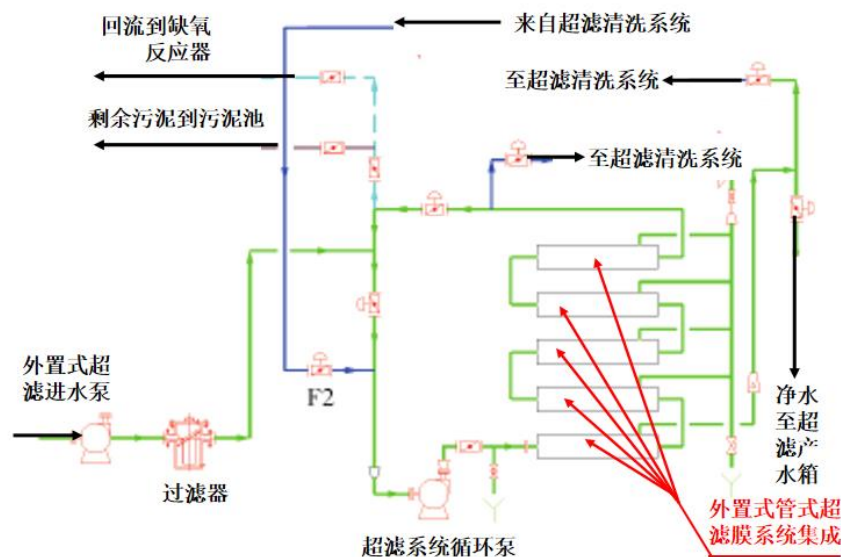 回流到缺氧
反应器
来自超滤清洗系统
至超滤清洗系统
剩余污泥到污泥池
至超滤清洗系统
外置式超
滤进水泵
F2
净水
至超
滤产
水箱
过滤器
超滤系统循环泵
外置式管式超
滤膜系统集成